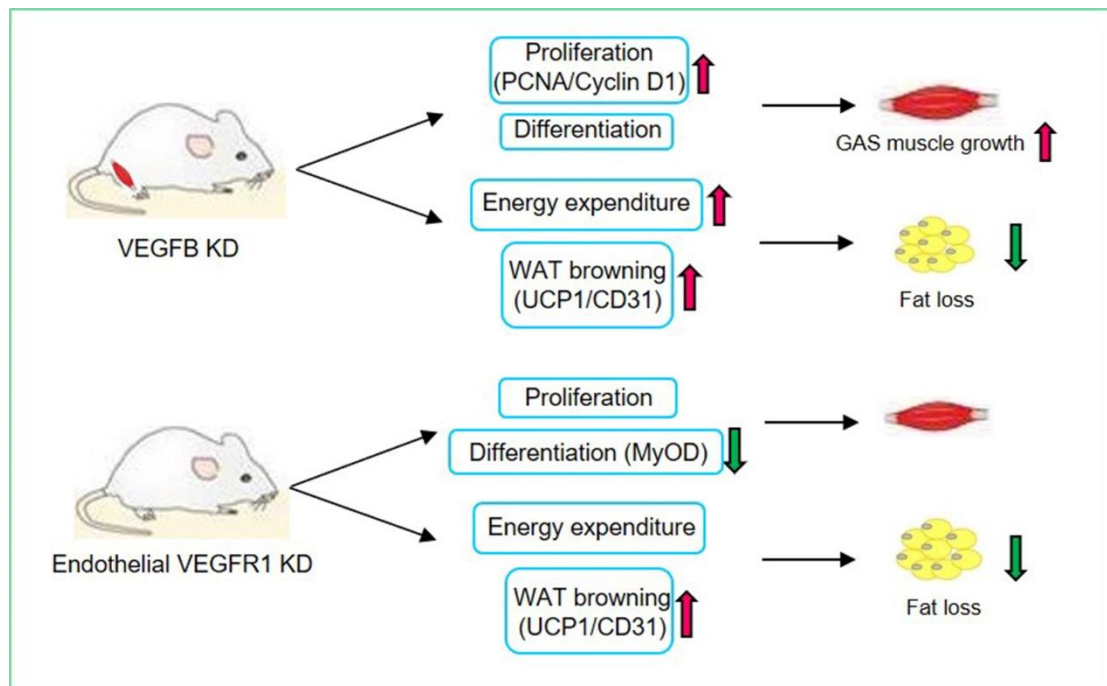 Proliferation
(PCNA/Cyclin D1)
Differentiation
GAS muscle growth
Energy expenditure
VEGFB KD
WAT browning
(UCP1/CD31)
Fat loss
Proliferation
Differentiation (MyOD)
Energy expenditure
Endothelial VEGFR1 KD
WAT browning
(UCP1/CD31)
Fat loss